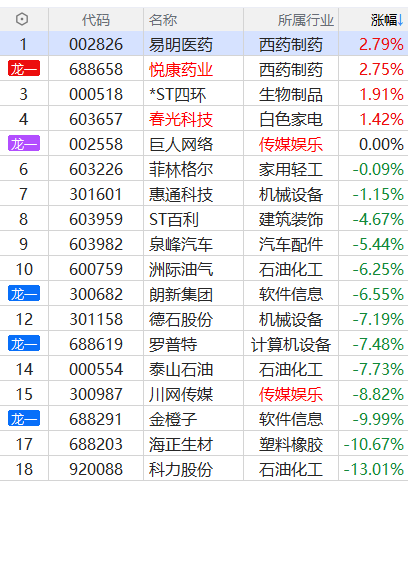 代码 名称 所属行业 涨幅↓
1 002826 易明医药 西药制药 2.79%
龙一 688658 悦康药业 西药制药 2.75%
3 000518 *ST四环 生物制品 1.91%
4 603657 春光科技 白色家电 1.42%
龙一 002558 巨人网络 传媒娱乐 0.00%
6 603226 菲林格尔 家用轻工 -0.09%
7 301601 惠通科技 机械设备 -1.15%
8 603959 ST百利 建筑装饰 -4.67%
9 603982 泉峰汽车 汽车配件 -5.44%
10 600759 洲际油气 石油化工 -6.25%
龙一 300682 朗新集团 软件信息 -6.55%
12 301158 德石股份 机械设备 -7.19%
龙一 688619 罗普特 计算机设备 -7.48%
14 000554 泰山石油 石油化工 -7.73%
15 300987 川网传媒 传媒娱乐 -8.82%
龙一 688291 金橙子 软件信息 -9.99%
17 688203 海正生材 塑料橡胶 -10.67%
18 920088 科力股份 石油化工 -13.01%